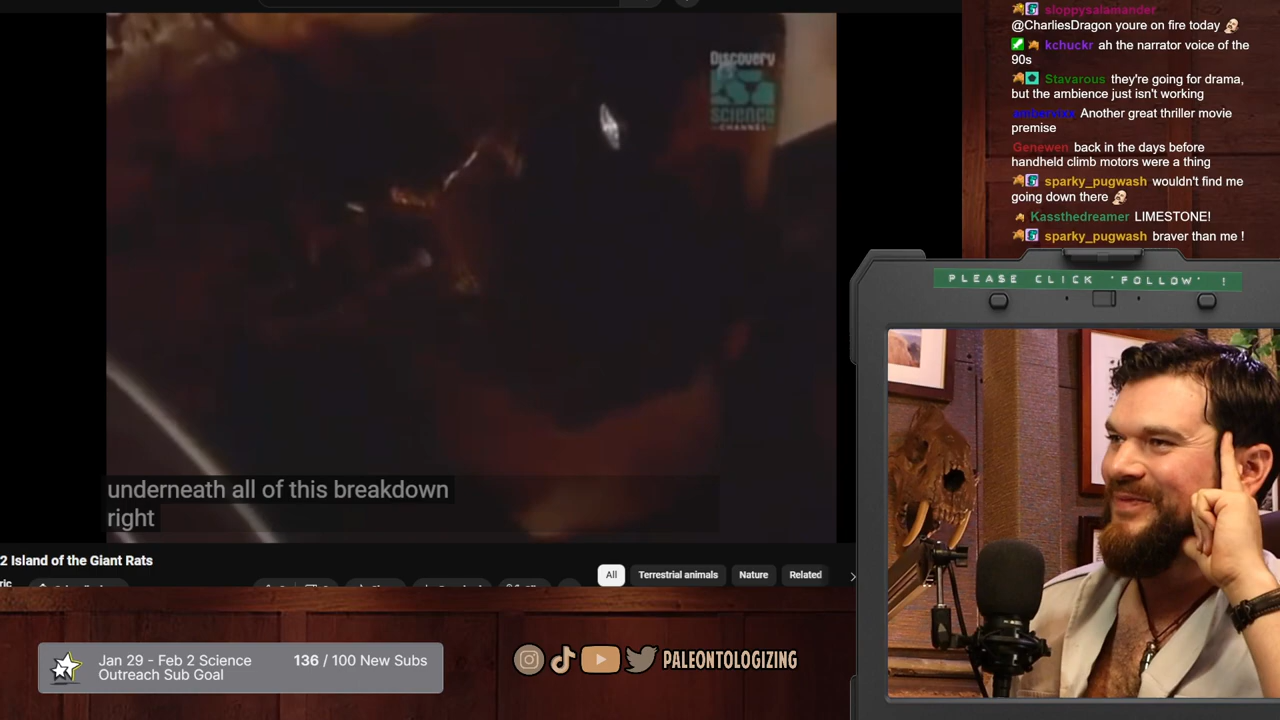 sloppysalamander
@CharliesDragon youre on fire today
kchuckr ah the narrator voice of the
90s
Stavarous they're going for drama,
but the ambience just isn't working
Another great thriller movie
premise
Genewen back in the days before
handheld climb motors were a thing
sparky_pugwash wouldn't find me
going down there
Kassthedreamer LIMESTONE!
sparky_pugwash braver than me !
Discovery
science
CHANNEL
PLEASE CLICK 'FOLLOW' !
underneath all of this breakdown
right
2 Island of the Giant Rats
All Terrestrial animals Nature Related
Jan 29 - Feb 2 Science 136 / 100 New Subs
Outreach Sub Goal
PALEONTOLOGIZING